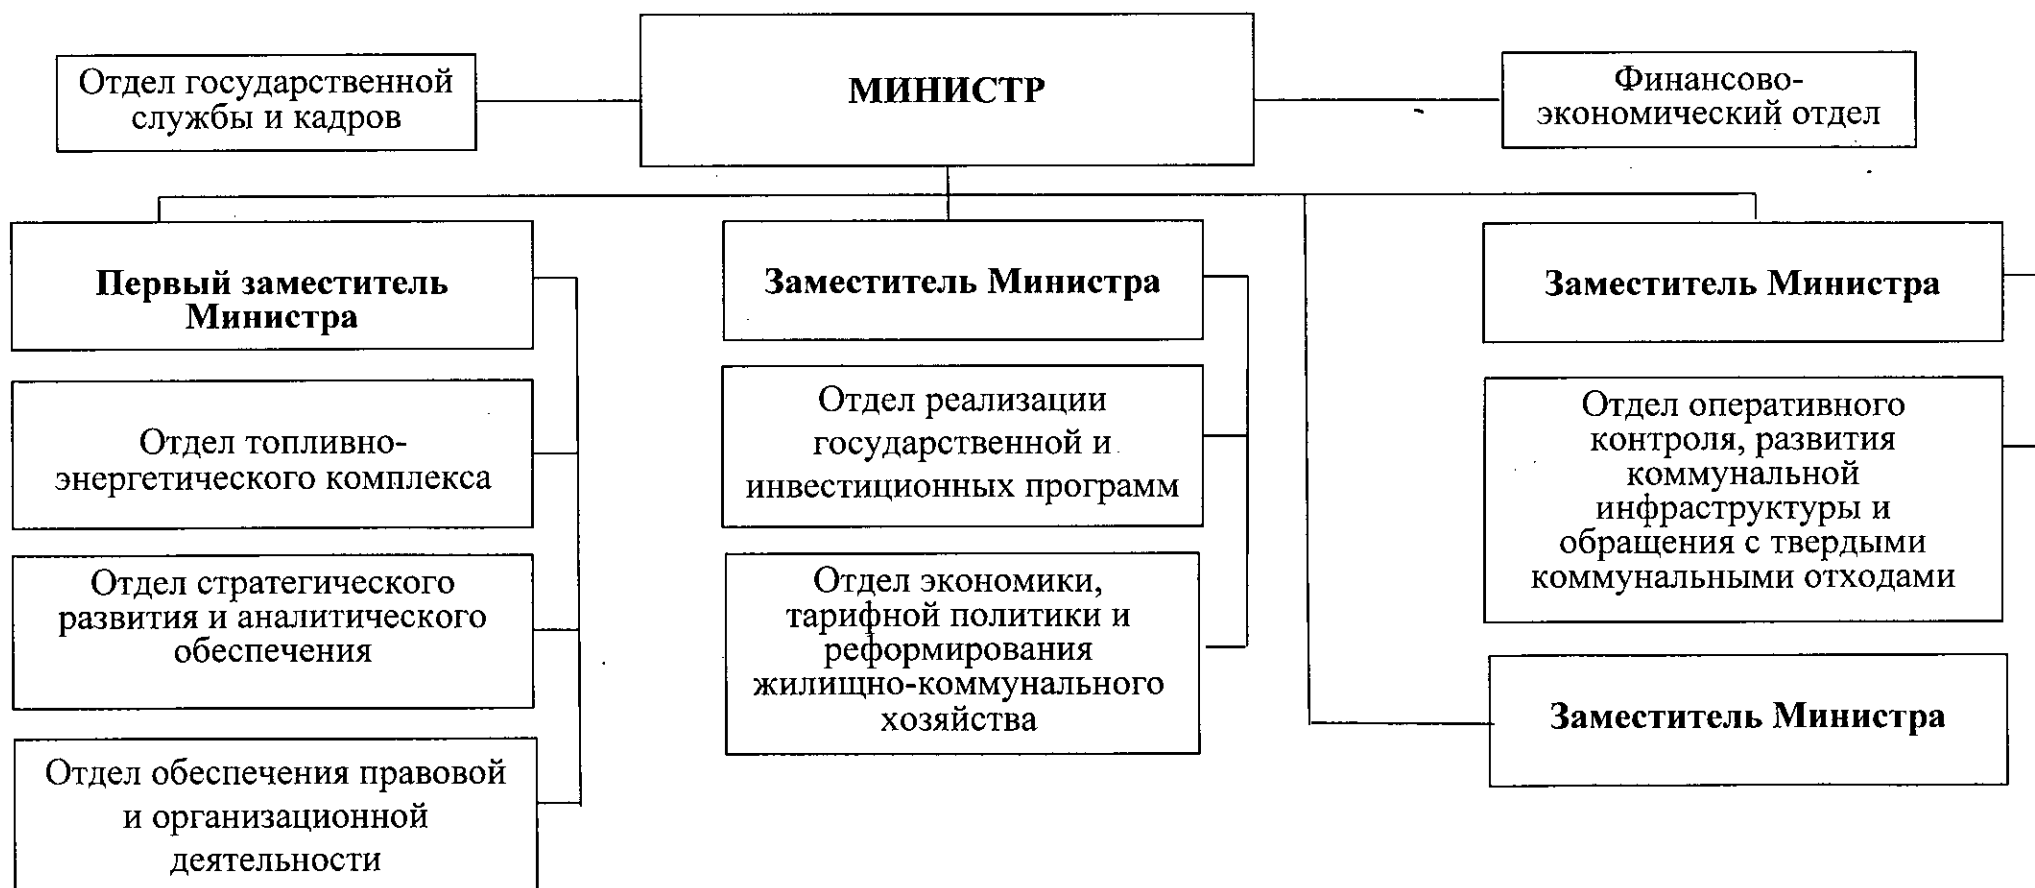 Отдел государственной
службы и кадров
МИНИСТР
Финансово-
экономический отдел
Первый заместитель
Министра
Отдел топливно-
энергетического комплекса
Отдел стратегического
развития и аналитического
обеспечения
Отдел обеспечения правовой
и организационной
деятельности
Заместитель Министра
Отдел реализации
государственной и
инвестиционных программ
Отдел экономики,
тарифной политики и
реформирования
жилищно-коммунального
хозяйства
Заместитель Министра
Отдел оперативного
контроля, развития
коммунальной
инфраструктуры и
обращения с твердыми
коммунальными отходами
Заместитель Министра